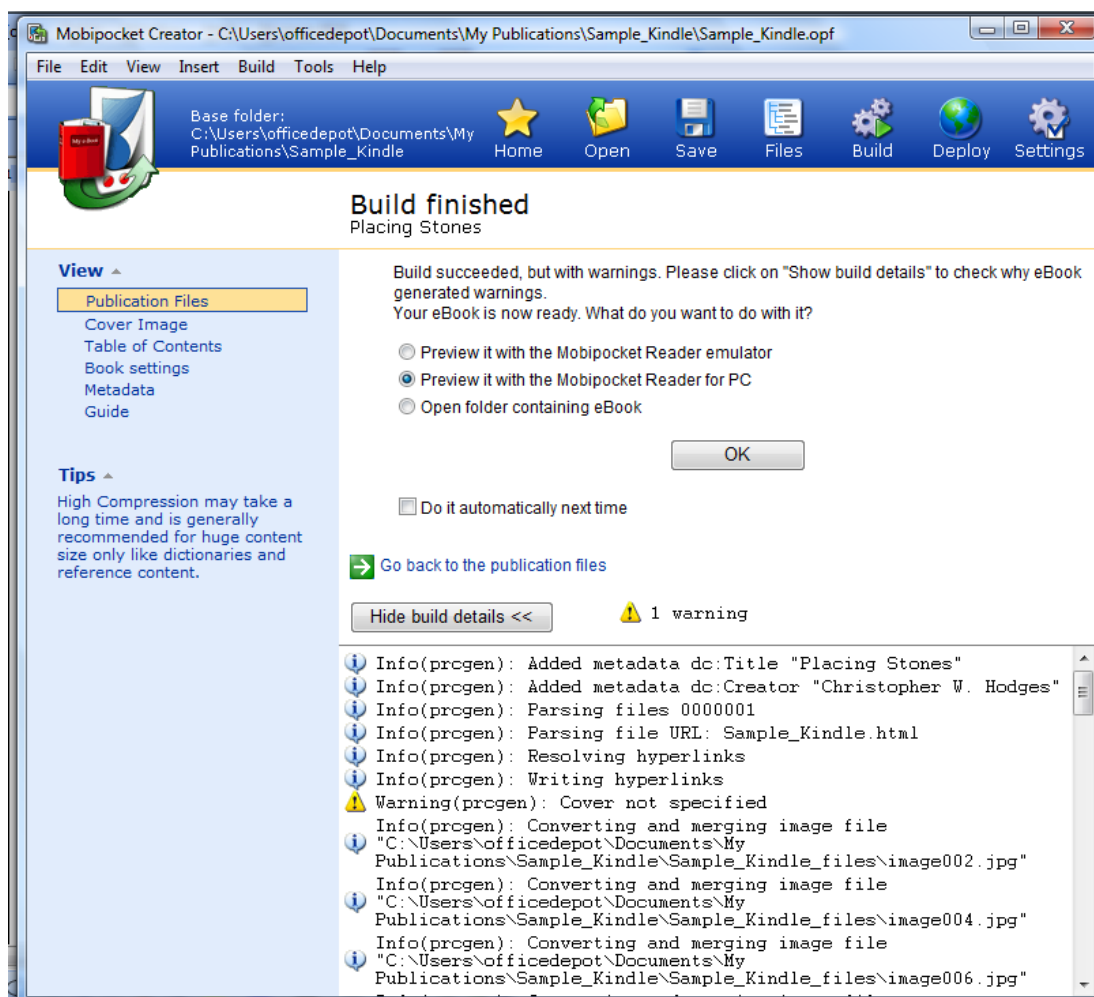 Mobipocket Creator - C:\Users\officedepot\Documents\My Publications\Sample_Kindle\Sample_Kindle.opf
File Edit View Insert Build Tools Help
Base folder:
C:\Users\officedepot\Documents\My
Publications\Sample_Kindle
Home Open Save Files Build Deploy Settings
My e-Book
Build finished
Placing Stones
View
Publication Files
Cover Image
Table of Contents
Book settings
Metadata
Guide
Tips
High Compression may take a
long time and is generally
recommended for huge content
size only like dictionaries and
reference content.
Build succeeded, but with warnings. Please click on "Show build details" to check why eBook
generated warnings.
Your eBook is now ready. What do you want to do with it?
Preview it with the Mobipocket Reader emulator
Preview it with the Mobipocket Reader for PC
Open folder containing eBook
OK
Do it automatically next time
Go back to the publication files
Hide build details <<
1 warning
Info(prcgen): Added metadata dc:Title "Placing Stones"
Info(prcgen): Added metadata dc:Creator "Christopher W. Hodges"
Info(prcgen): Parsing files 0000001
Info(prcgen): Parsing file URL: Sample_Kindle.html
Info(prcgen): Resolving hyperlinks
Info(prcgen): Writing hyperlinks
Warning(prcgen): Cover not specified
Info(prcgen): Converting and merging image file
"C:\Users\officedepot\Documents\My
Publications\Sample_Kindle\Sample_Kindle_files\image002.jpg"
Info(prcgen): Converting and merging image file
"C:\Users\officedepot\Documents\My
Publications\Sample_Kindle\Sample_Kindle_files\image004.jpg"
Info(prcgen): Converting and merging image file
"C:\Users\officedepot\Documents\My
Publications\Sample_Kindle\Sample_Kindle_files\image006.jpg"